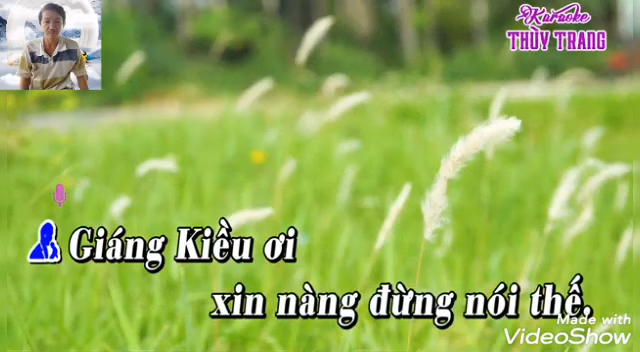 Karaoke
THÙY TRANG
Giáng Kiều ơi
xin nàng đừng nói thế.
Made with
VideoShow